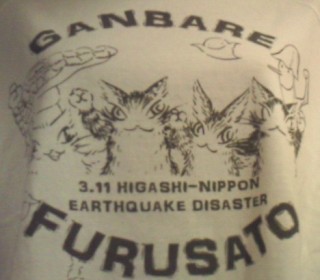 GANBARE
3.11 HIGASHI-NIPPON
EARTHQUAKE DISASTER
FURUSATO